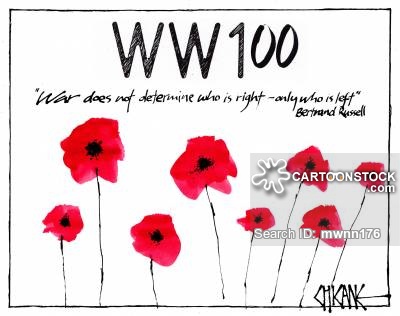 WW100
"War does not determine who is right - only who is left"
Bertrand Russell
CARTOONSTOCK
.com
Search ID: mwnn176
CHICANE